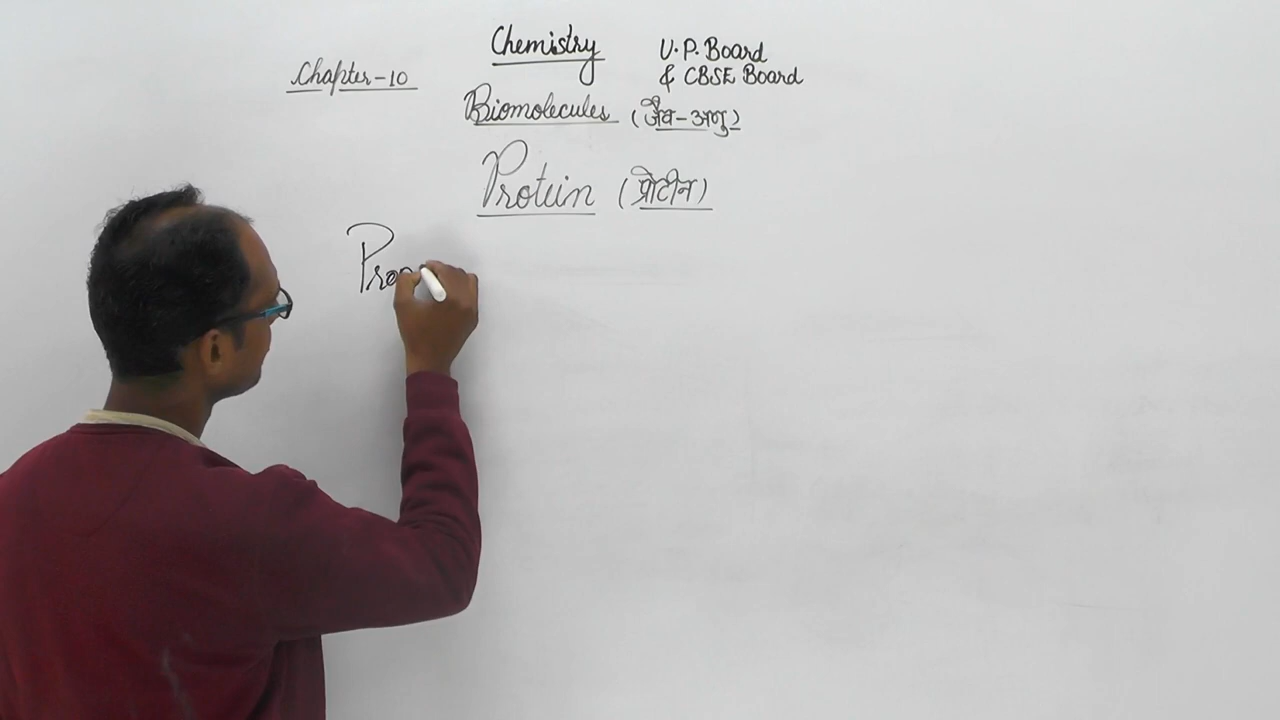 Chemistry
U.P. Board
& CBSE Board
Chapter-10
Biomolecules (जैव-अणु)
Protein (प्रोटीन)